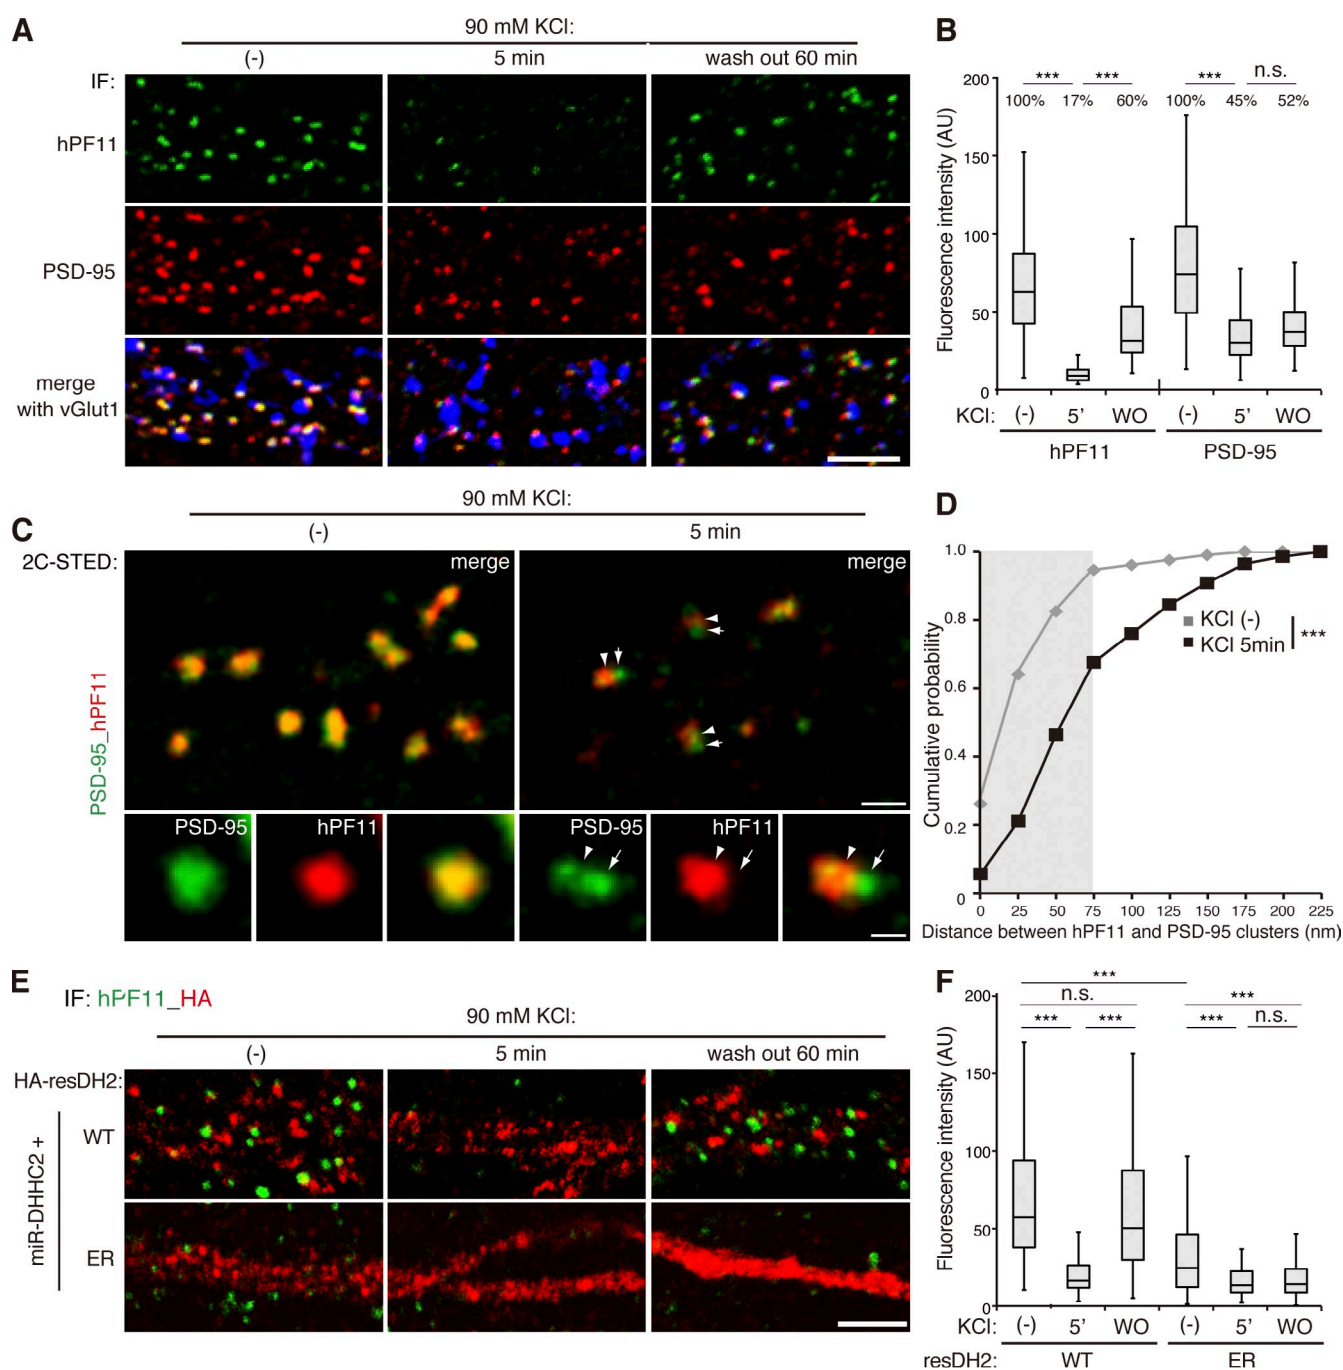 A
90 mM KCl:
(-) 5 min wash out 60 min
IF:
hPF11
PSD-95
merge
with vGlut1
B
*** *** *** n.s.
100% 17% 60% 100% 45% 52%
Fluorescence intensity (AU)
200
150
100
50
0
KCl: (-) 5' WO (-) 5' WO
hPF11 PSD-95
C
90 mM KCl:
(-) 5 min
2C-STED:
merge merge
PSD-95_hPF11
PSD-95 hPF11 PSD-95 hPF11
D
Cumulative probability
1.0
0.8
0.6
0.4
0.2
0
KCl (-)
KCl 5min
***
0 25 50 75 100 125 150 175 200 225
Distance between hPF11 and PSD-95 clusters (nm)
E
IF: hPF11_HA
90 mM KCl:
(-) 5 min wash out 60 min
HA-resDH2:
miR-DHHC2 +
WT
ER
F
***
n.s. ***
*** *** *** n.s.
Fluorescence intensity (AU)
200
150
100
50
0
KCl: (-) 5' WO (-) 5' WO
resDH2: WT ER